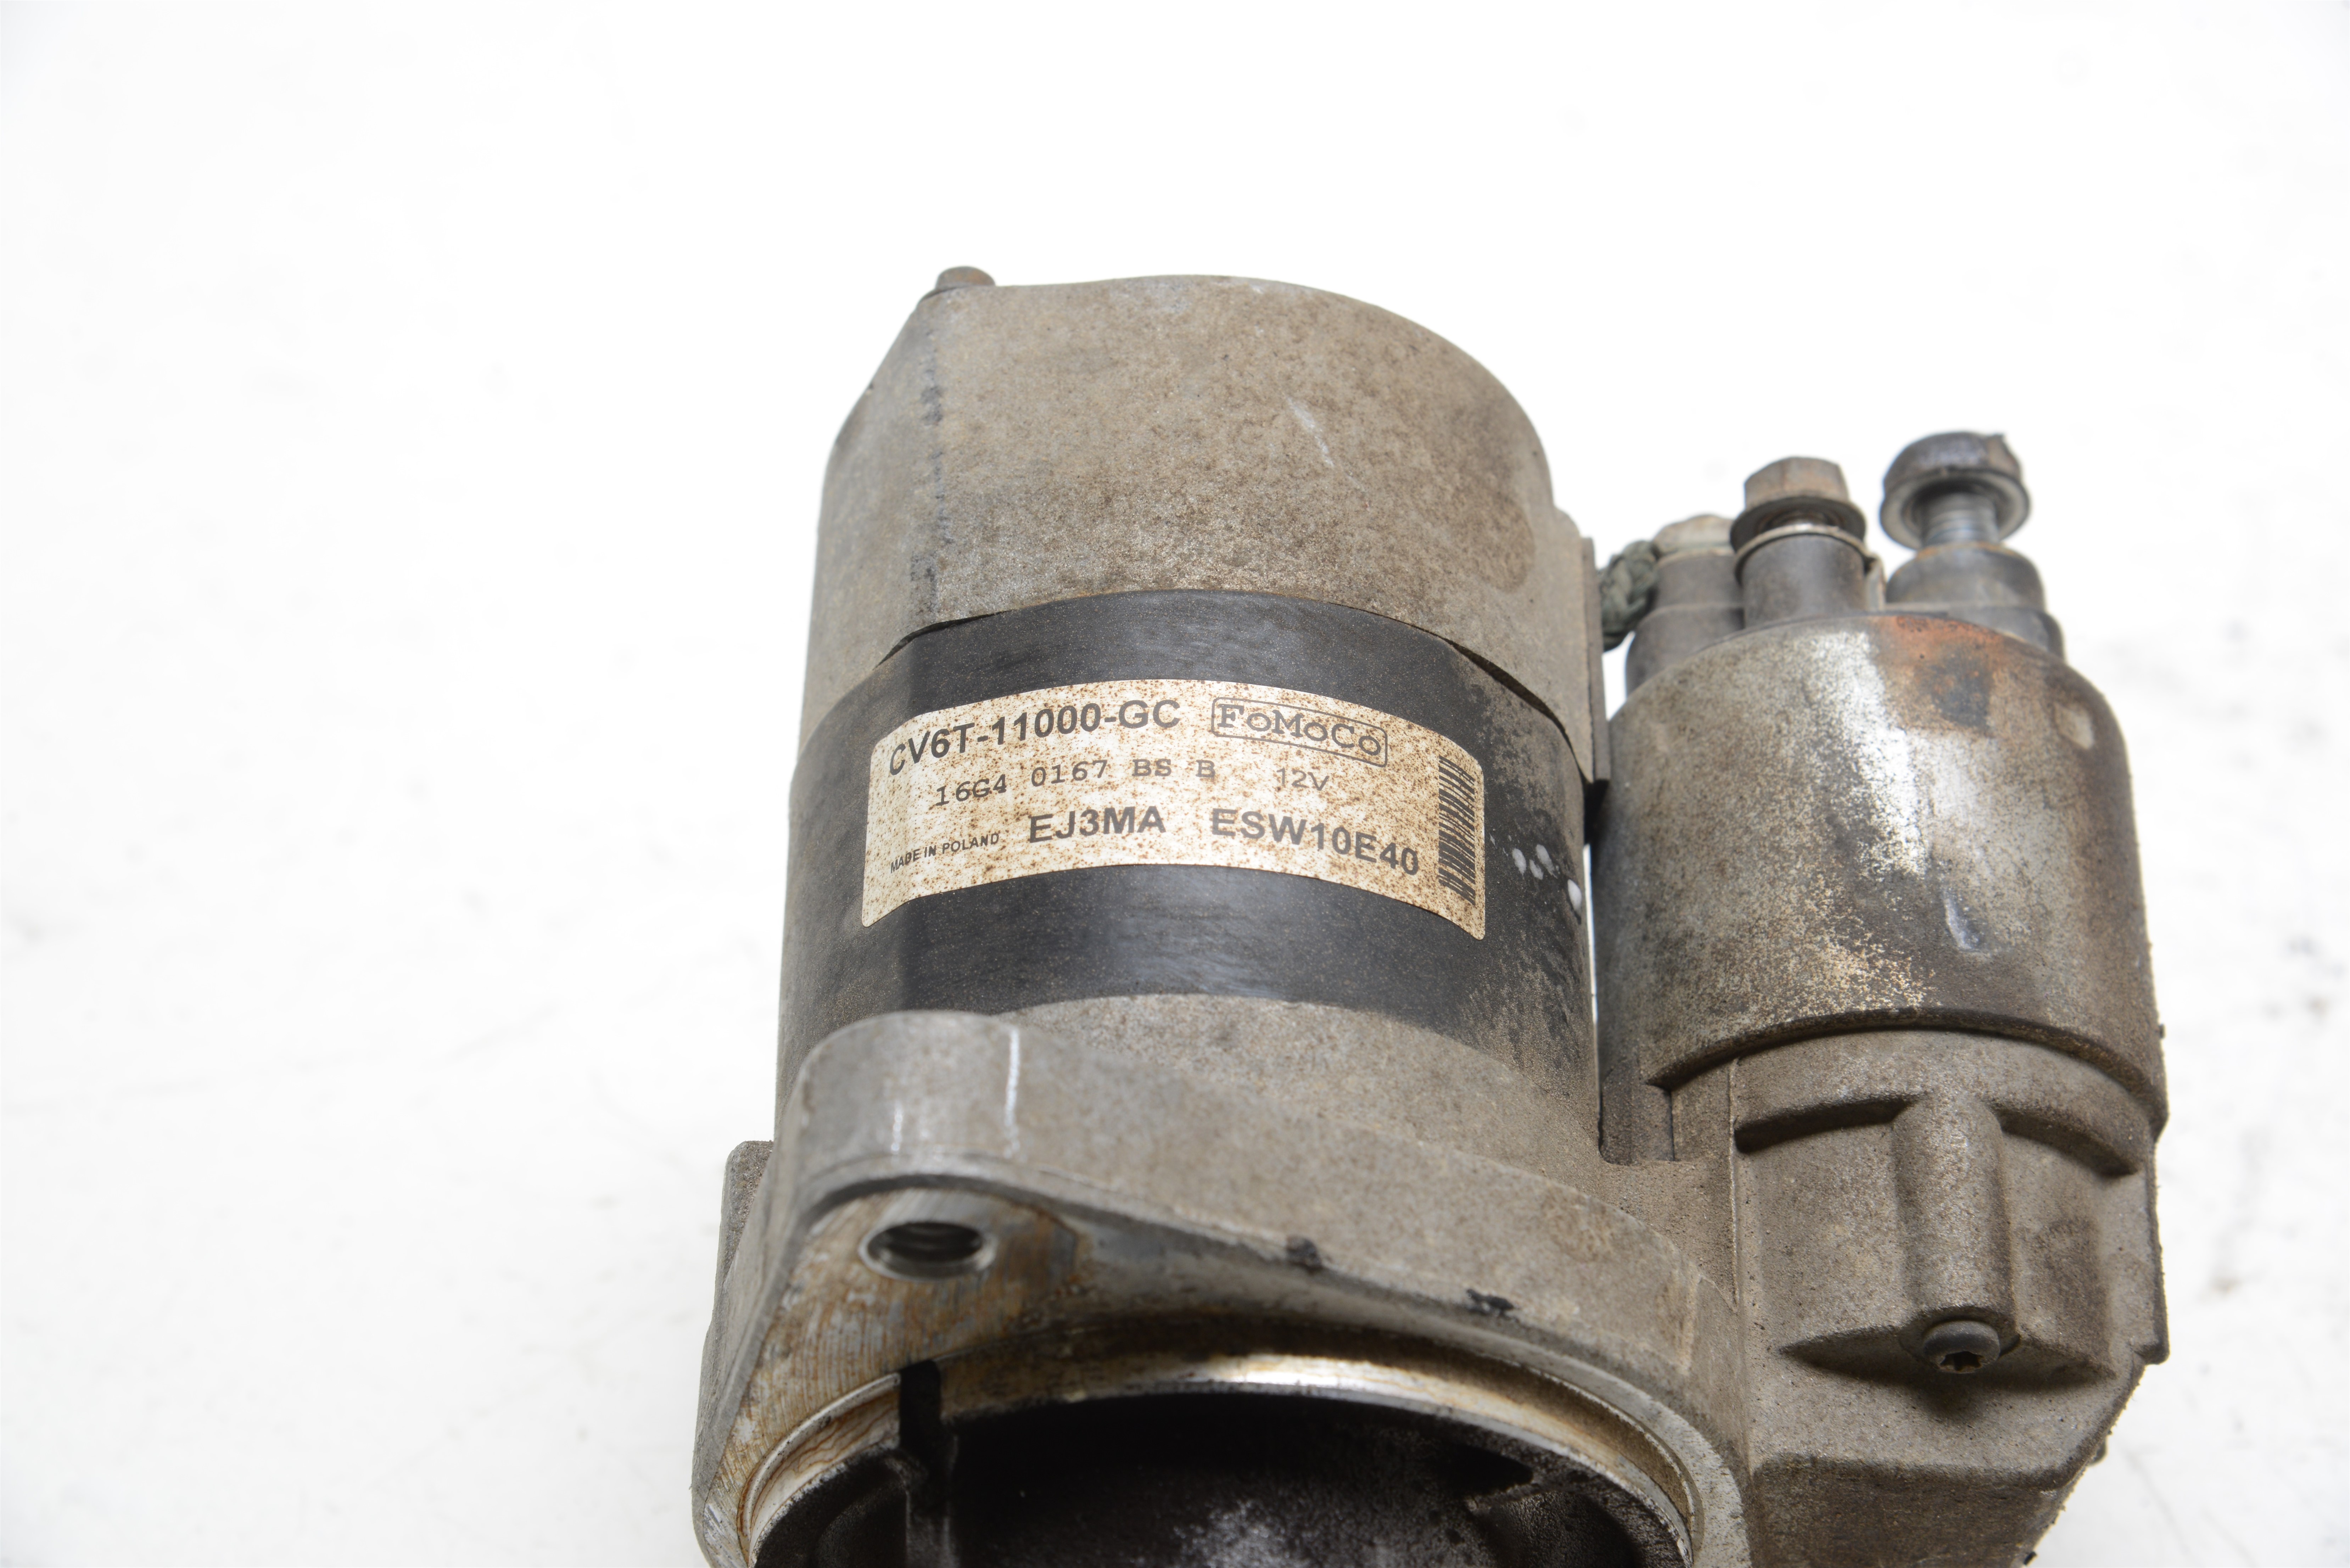 CV6T-11000-GC FoMoCo
16G4 0167 BS B 12V
MADE IN POLAND EJ3MA ESW10E40